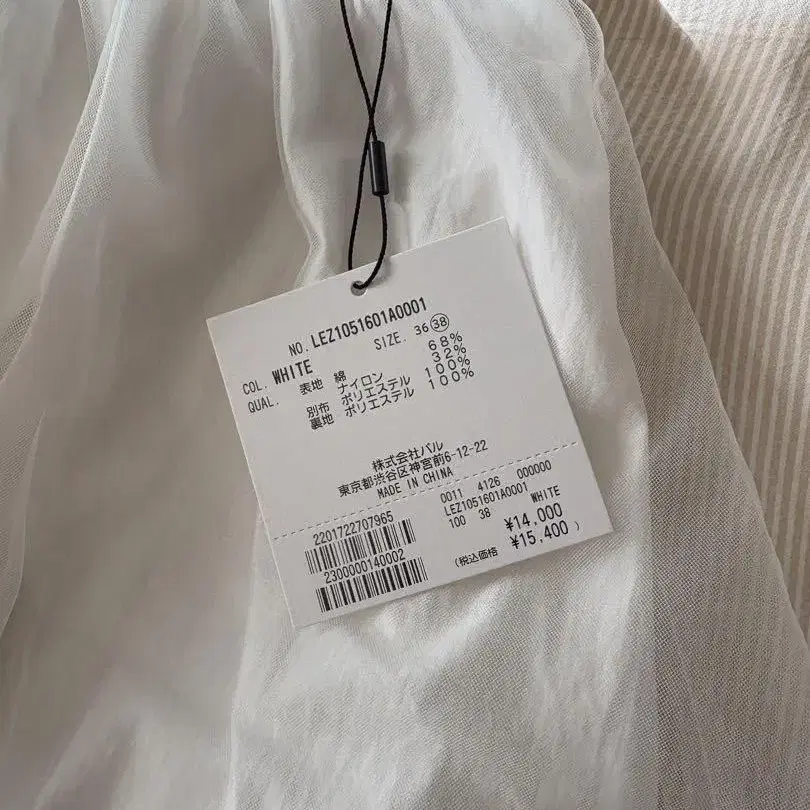 NO. LEZ1051601A0001
COL. WHITE SIZE. 36 38
QUAL. 表地 綿 68%
ナイロン 32%
別布 ポリエステル 100%
裏地 ポリエステル 100%
株式会社パル
東京都渋谷区神宮前6-12-22
MADE IN CHINA
2201722707965
2300000140002
0011 4126 000000
LEZ1051601A0001
100 38 WHITE
¥14,000
(税込価格 ¥15,400)